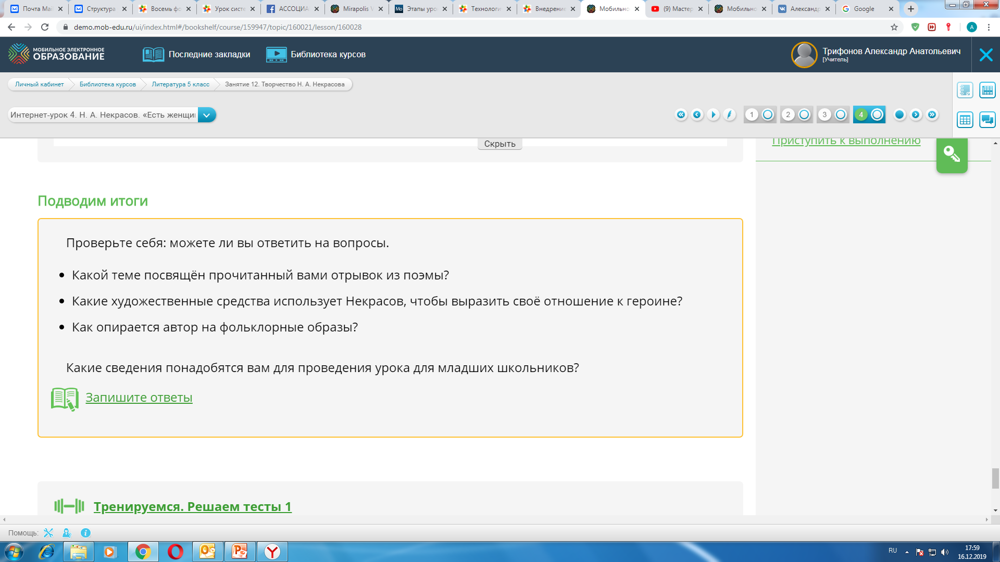 Почта Mail
Структура
Восемь фо
Урок систе
АССОЦИА
Mirapolis V
Этапы уро
Технологи
Внедрение
Мобильно
(9) Мастер
Мобильно
Александр
Google
demo.mob-edu.ru/ui/index.html#/bookshelf/course/159947/topic/160021/lesson/160028
МОБИЛЬНОЕ ЭЛЕКТРОННОЕ
ОБРАЗОВАНИЕ
Последние закладки
Библиотека курсов
Трифонов Александр Анатольевич
[Учитель]
Личный кабинет
Библиотека курсов
Литература 5 класс
Занятие 12. Творчество Н. А. Некрасова
Интернет-урок 4. Н. А. Некрасов. «Есть женщи
1
2
3
4
Скрыть
Приступить к выполнению
Подводим итоги
Проверьте себя: можете ли вы ответить на вопросы.
Какой теме посвящён прочитанный вами отрывок из поэмы?
Какие художественные средства использует Некрасов, чтобы выразить своё отношение к героине?
Как опирается автор на фольклорные образы?
Какие сведения понадобятся вам для проведения урока для младших школьников?
Запишите ответы
Тренируемся. Решаем тесты 1
Помощь:
RU
17:59
16.12.2019